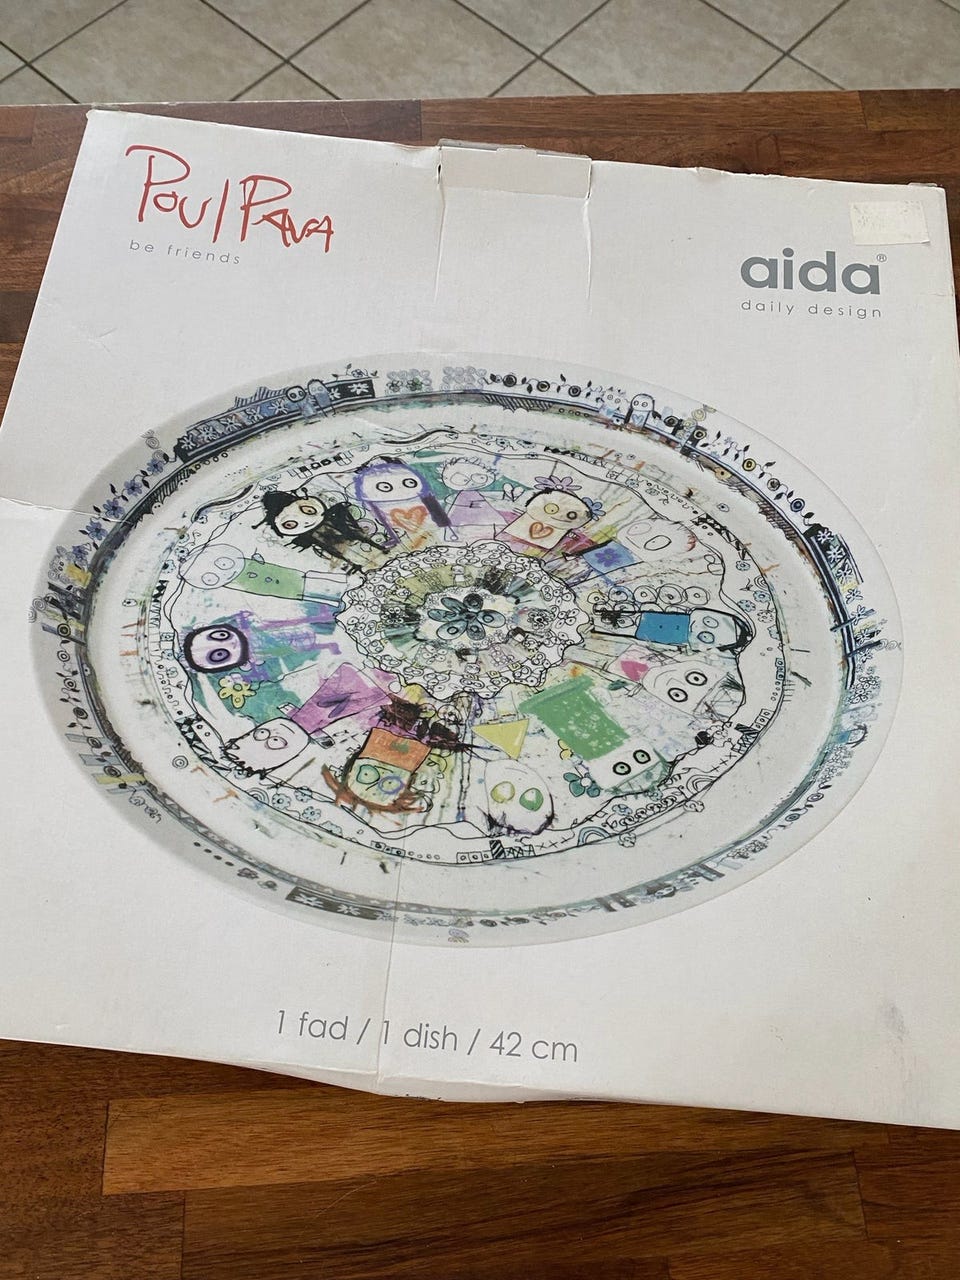 Poul Pava
be friends
aida®
daily design
1 fad / 1 dish / 42 cm